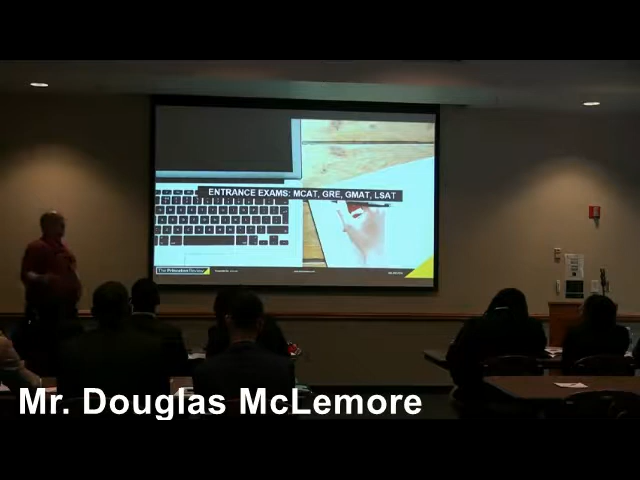 ENTRANCE EXAMS: MCAT, GRE, GMAT, LSAT
The Princeton Review
Mr. Douglas McLemore